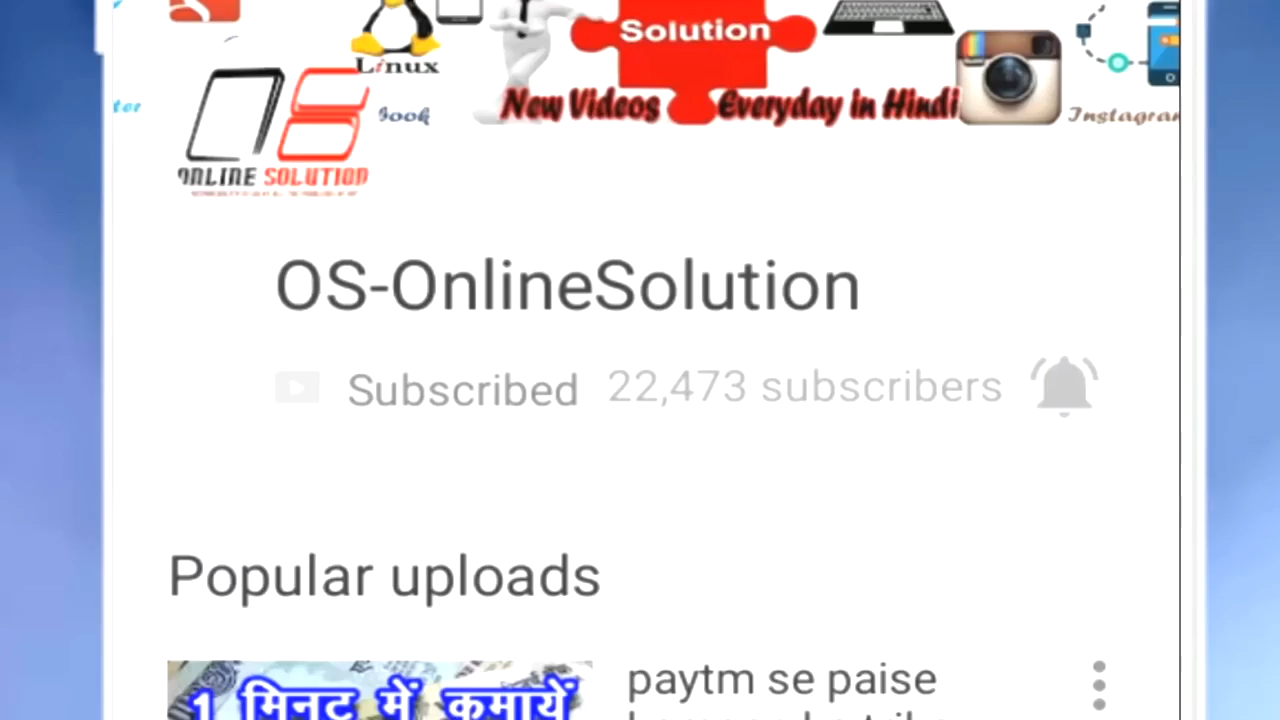 Solution
Linux
New Videos Everyday in Hindi
ter
Book
Instagram
ONLINE SOLUTION
OS-OnlineSolution
Subscribed 22,473 subscribers
Popular uploads
1 मिनट में कमायें
paytm se paise